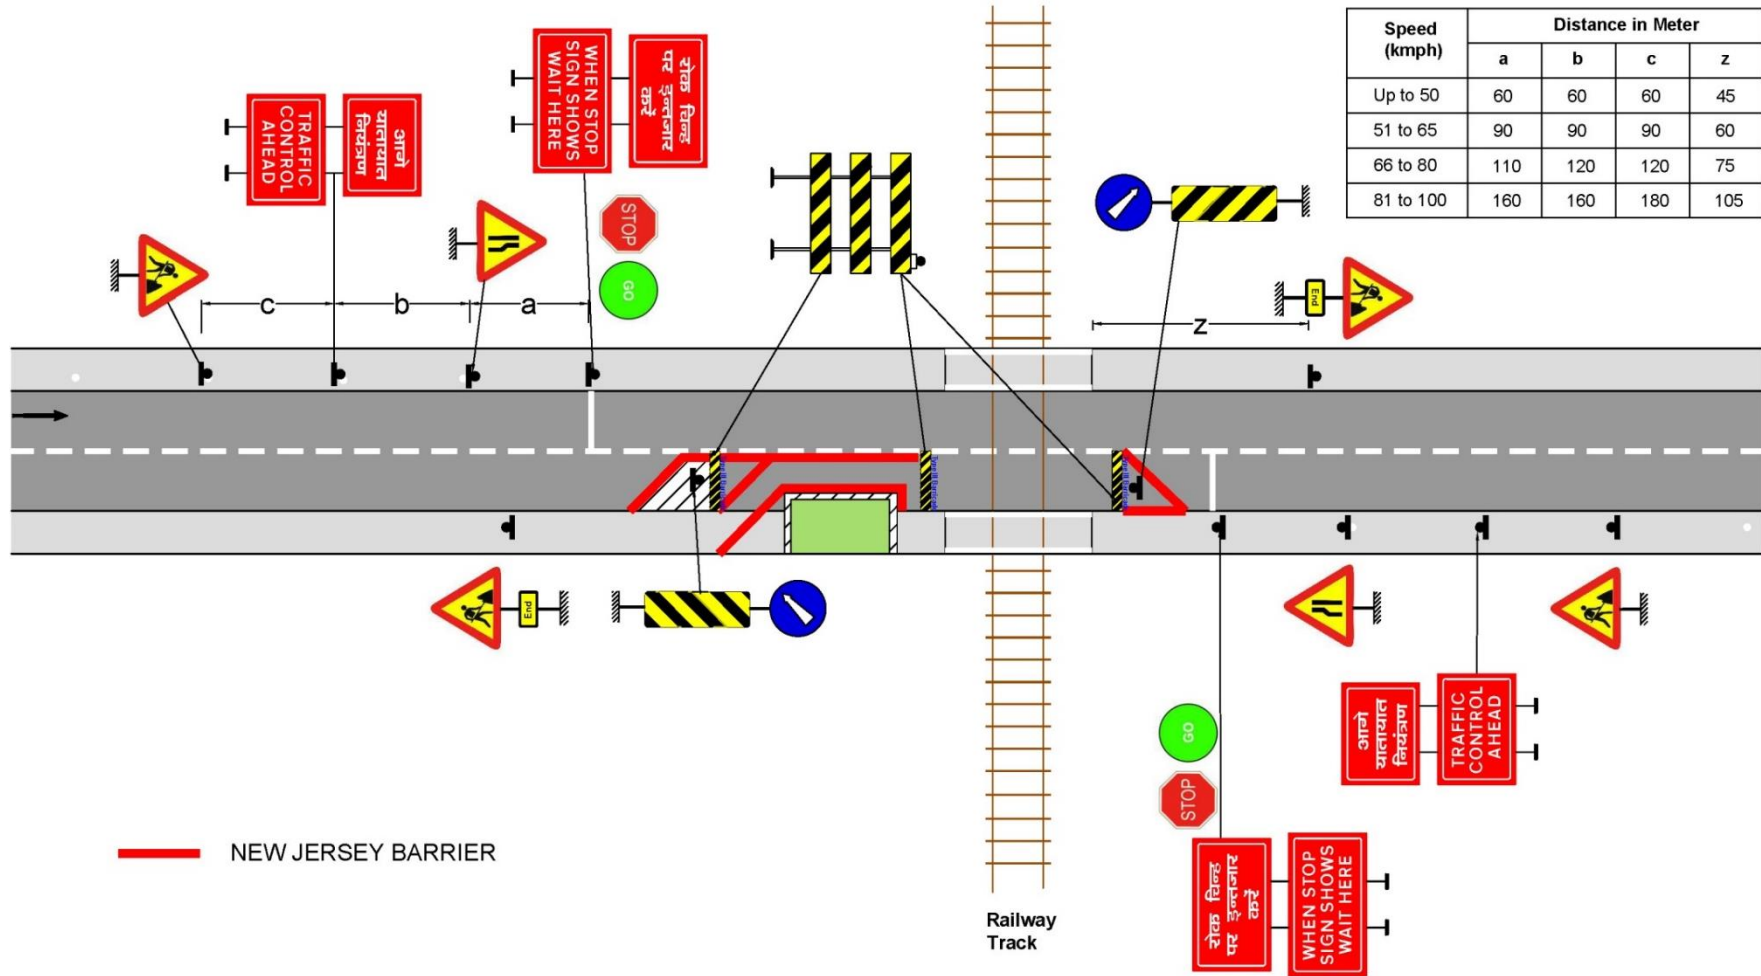 Speed
(kmph)
Distance in Meter
a b c z
Up to 50 60 60 60 45
51 to 65 90 90 90 60
66 to 80 110 120 120 75
81 to 100 160 160 180 105
WHEN STOP
SIGN SHOWS
WAIT HERE
रोक चिन्ह
पर इन्तजार
करें
TRAFFIC
CONTROL
AHEAD
आगे
यातायात
नियंत्रण
STOP
GO
c
b
a
z
End
End
GO
STOP
आगे
यातायात
नियंत्रण
TRAFFIC
CONTROL
AHEAD
रोक चिन्ह
पर इन्तजार
करें
WHEN STOP
SIGN SHOWS
WAIT HERE
NEW JERSEY BARRIER
Railway
Track